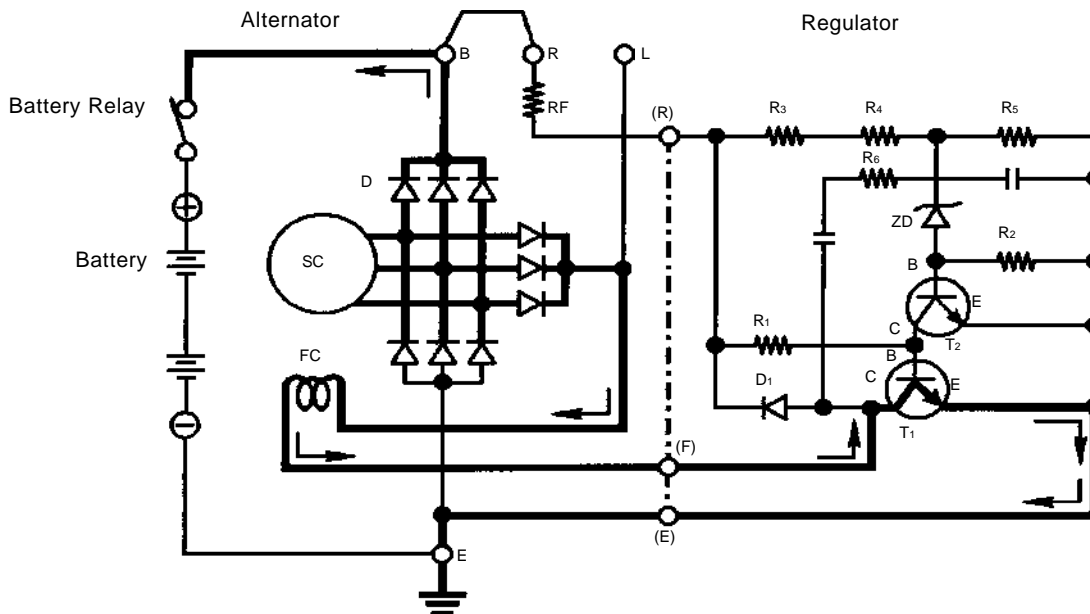 Alternator
Regulator
B
R
L
Battery Relay
RF
(R)
R3
R4
R5
R6
D
ZD
Battery
SC
R2
B
E
C
T2
R1
B
FC
D1
C
E
T1
(F)
(E)
E